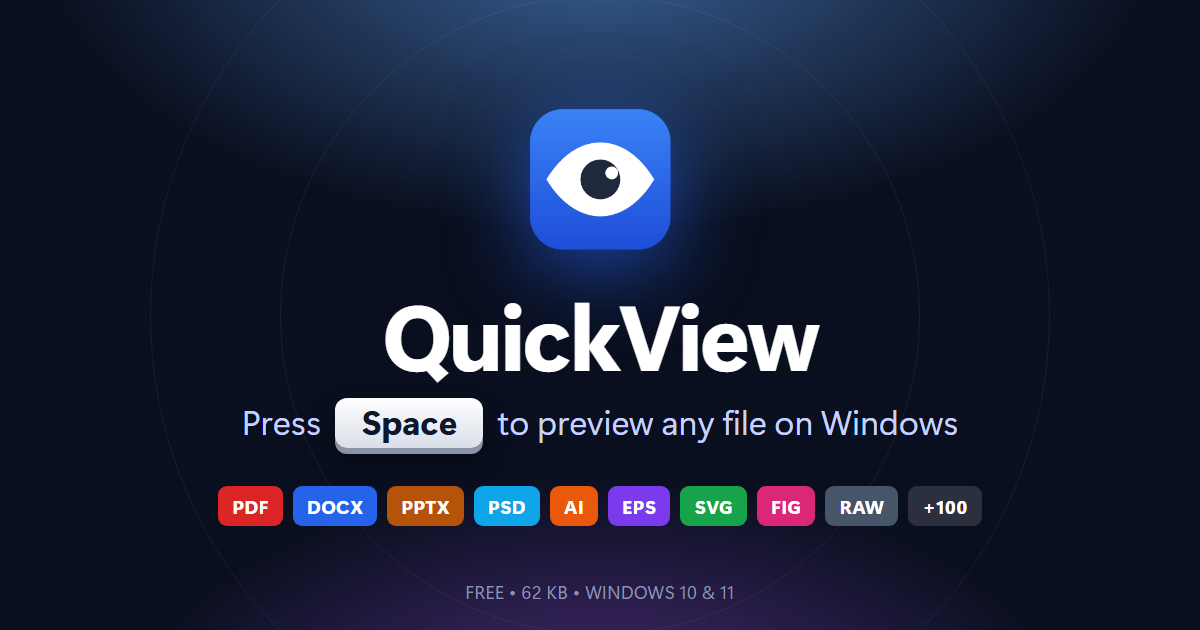 QuickView
Press Space to preview any file on Windows
PDF DOCX PPTX PSD AI EPS SVG FIG RAW +100
FREE • 62 KB • WINDOWS 10 & 11